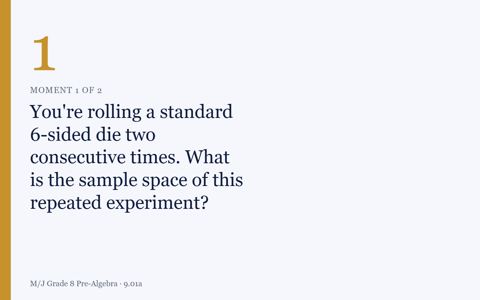 1
MOMENT 1 OF 2
You're rolling a standard
6-sided die two
consecutive times. What
is the sample space of this
repeated experiment?
M/J Grade 8 Pre-Algebra · 9.01a